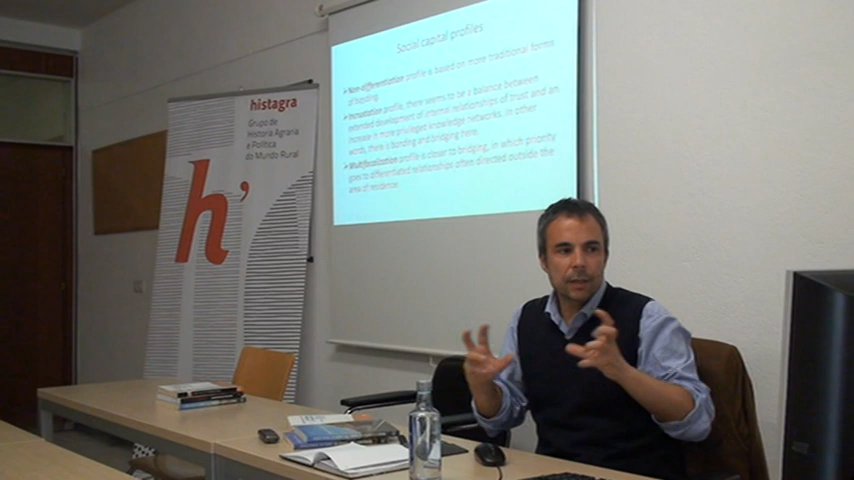 histagra
Grupo de
Historia Agraria
e Política
do Mundo Rural
h’
Social capital profiles
➢ Non-differentiation profile is based on more traditional forms
of bonding.
➢ Incrustation profile, there seems to be a balance between
extended development of internal relationships of trust and an
increase in more privileged knowledge networks. In other
words, there is bonding and bridging here.
➢ Multifocalization profile is closer to bridging, in which priority
goes to differentiated relationships often directed outside the
area of residence.